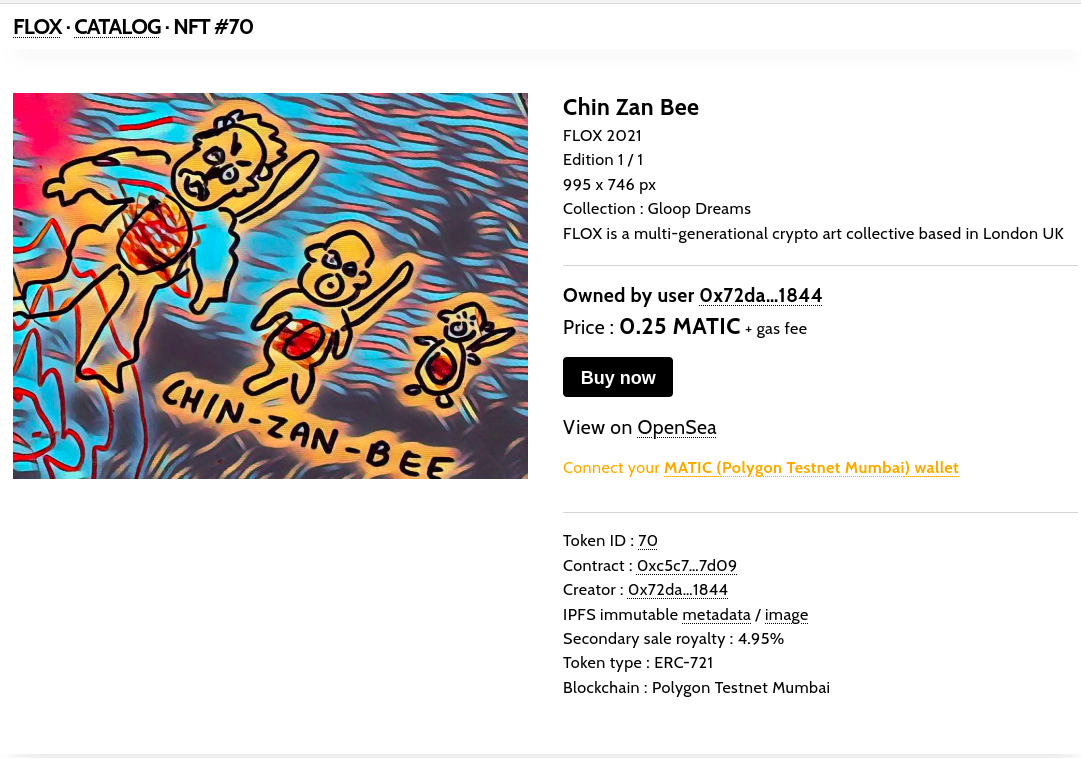 FLOX · CATALOG · NFT #70
CHIN-ZAN-BEE
Chin Zan Bee
FLOX 2021
Edition 1 / 1
995 x 746 px
Collection : Gloop Dreams
FLOX is a multi-generational crypto art collective based in London UK
Owned by user 0x72da...1844
Price : 0.25 MATIC + gas fee
Buy now
View on OpenSea
Connect your MATIC (Polygon Testnet Mumbai) wallet
Token ID : 70
Contract : 0xc5c7...7d09
Creator : 0x72da...1844
IPFS immutable metadata / image
Secondary sale royalty : 4.95%
Token type : ERC-721
Blockchain : Polygon Testnet Mumbai